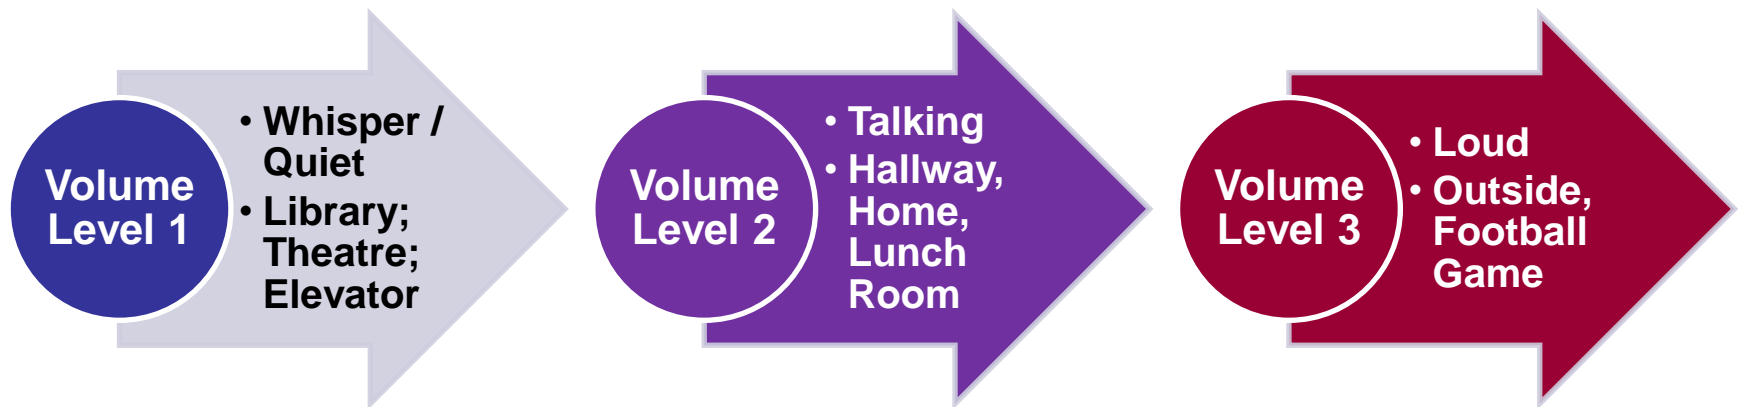 Volume
Level 1
• Whisper /
Quiet
• Library;
Theatre;
Elevator
Volume
Level 2
• Talking
• Hallway,
Home,
Lunch
Room
Volume
Level 3
• Loud
• Outside,
Football
Game